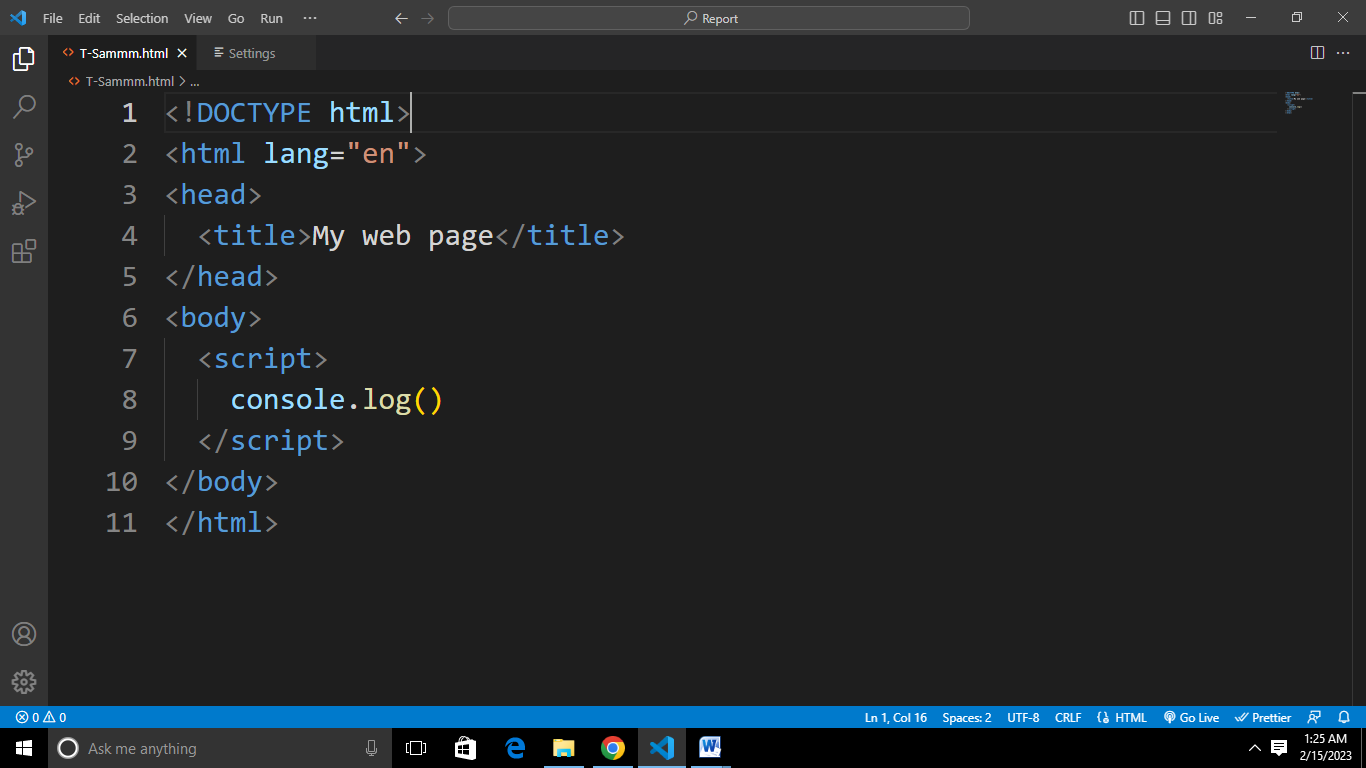 File Edit Selection View Go Run ··· Report
T-Sammm.html Settings
T-Sammm.html > ...
1 <!DOCTYPE html>
2 <html lang="en">
3 <head>
4 <title>My web page</title>
5 </head>
6 <body>
7 <script>
8 console.log()
9 </script>
10 </body>
11 </html>
0 0 Ln 1, Col 16 Spaces: 2 UTF-8 CRLF HTML Go Live Prettier
Ask me anything
1:25 AM
2/15/2023